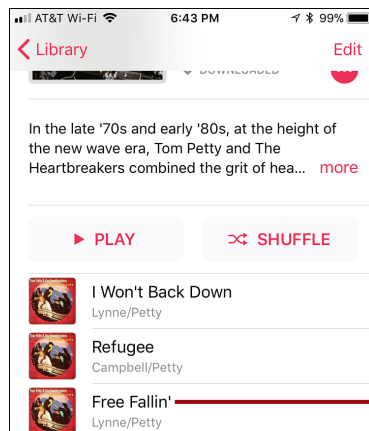 AT&T Wi-Fi 6:43 PM 99%
Library Edit
DOWNLOADED
In the late '70s and early '80s, at the height of
the new wave era, Tom Petty and The
Heartbreakers combined the grit of hea... more
PLAY SHUFFLE
I Won't Back Down
Lynne/Petty
Refugee
Campbell/Petty
Free Fallin'
Lynne/Petty